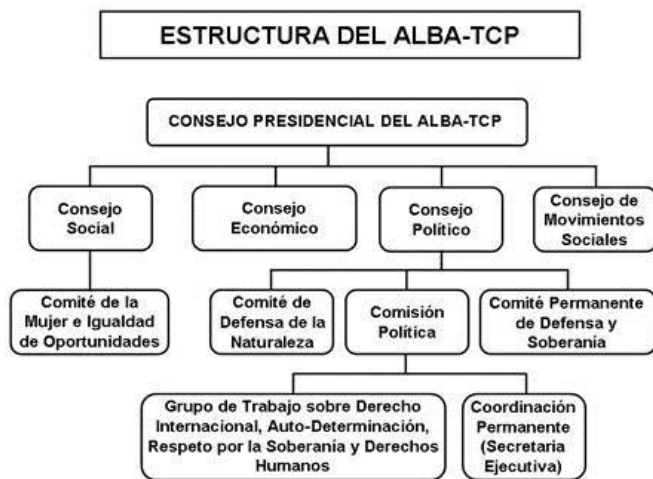 ESTRUCTURA DEL ALBA-TCP
CONSEJO PRESIDENCIAL DEL ALBA-TCP
Consejo
Social
Consejo
Económico
Consejo
Político
Consejo de
Movimientos
Sociales
Comité de la
Mujer e Igualdad
de Oportunidades
Comité de
Defensa de la
Naturaleza
Comisión
Política
Comité Permanente
de Defensa y
Soberanía
Grupo de Trabajo sobre Derecho
Internacional, Auto-Determinación,
Respeto por la Soberanía y Derechos
Humanos
Coordinación
Permanente
(Secretaria
Ejecutiva)